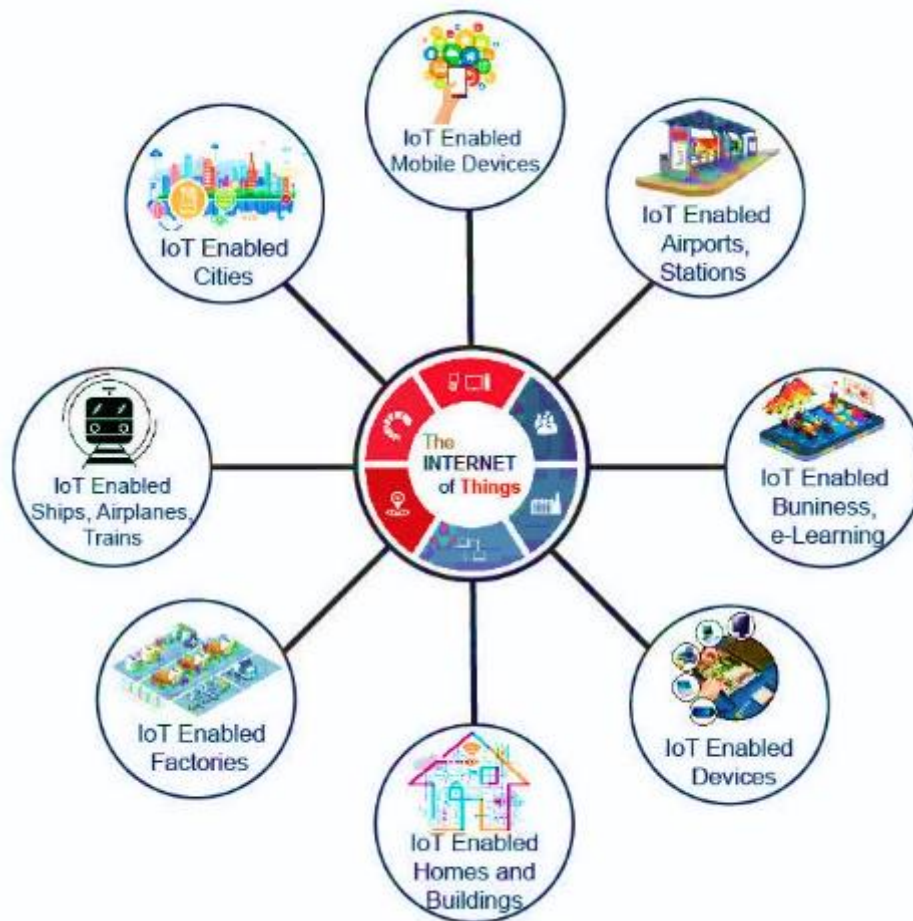 IoT Enabled
Mobile Devices
IoT Enabled
Airports,
Stations
IoT Enabled
Cities
The
INTERNET
of Things
IoT Enabled
Ships, Airplanes,
Trains
IoT Enabled
Buniness,
e-Learning
IoT Enabled
Factories
IoT Enabled
Devices
IoT Enabled
Homes and
Buildings